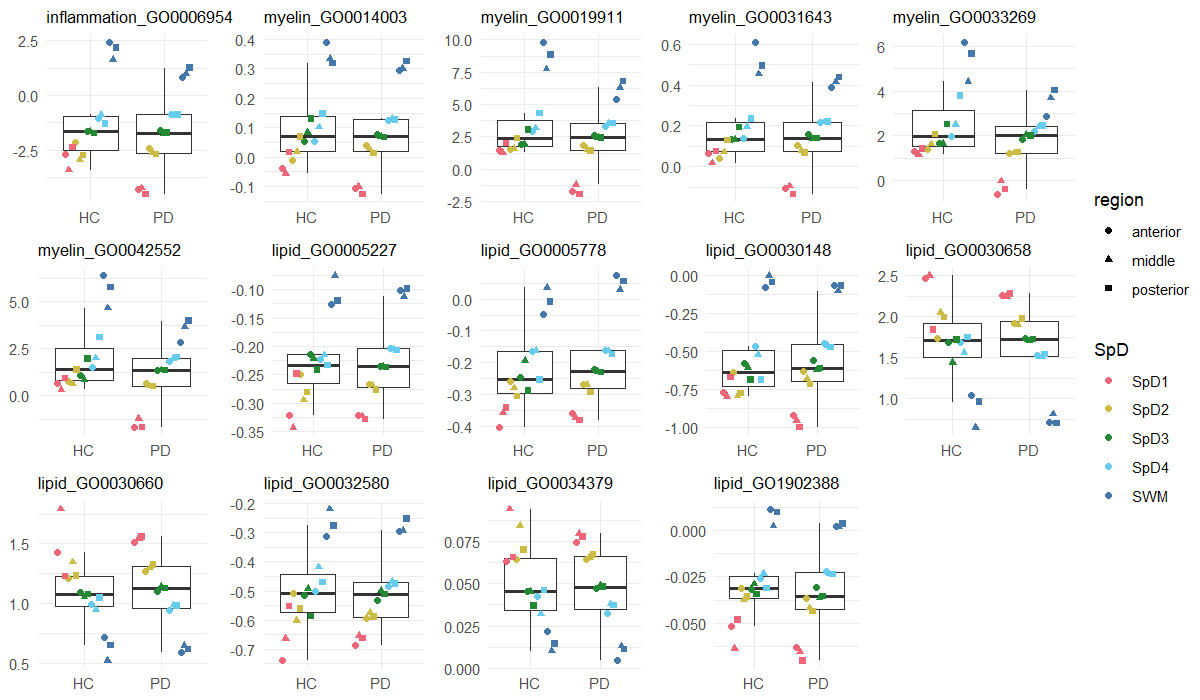 inflammation_GO0006954
myelin_GO0014003
myelin_GO0019911
myelin_GO0031643
myelin_GO0033269
2.5
0.0
-2.5
HC
PD
0.4
0.3
0.2
0.1
0.0
-0.1
HC
PD
10.0
7.5
5.0
2.5
0.0
-2.5
HC
PD
0.6
0.4
0.2
0.0
HC
PD
6
4
2
0
HC
PD
myelin_GO0042552
lipid_GO0005227
lipid_GO0005778
lipid_GO0030148
lipid_GO0030658
5.0
2.5
0.0
HC
PD
-0.10
-0.15
-0.20
-0.25
-0.30
-0.35
HC
PD
0.0
-0.1
-0.2
-0.3
-0.4
HC
PD
0.00
-0.25
-0.50
-0.75
-1.00
HC
PD
2.5
2.0
1.5
1.0
HC
PD
lipid_GO0030660
lipid_GO0032580
lipid_GO0034379
lipid_GO1902388
1.5
1.0
0.5
HC
PD
-0.2
-0.3
-0.4
-0.5
-0.6
-0.7
HC
PD
0.075
0.050
0.025
0.000
HC
PD
0.000
-0.025
-0.050
HC
PD
region
anterior
middle
posterior
SpD
SpD1
SpD2
SpD3
SpD4
SWM